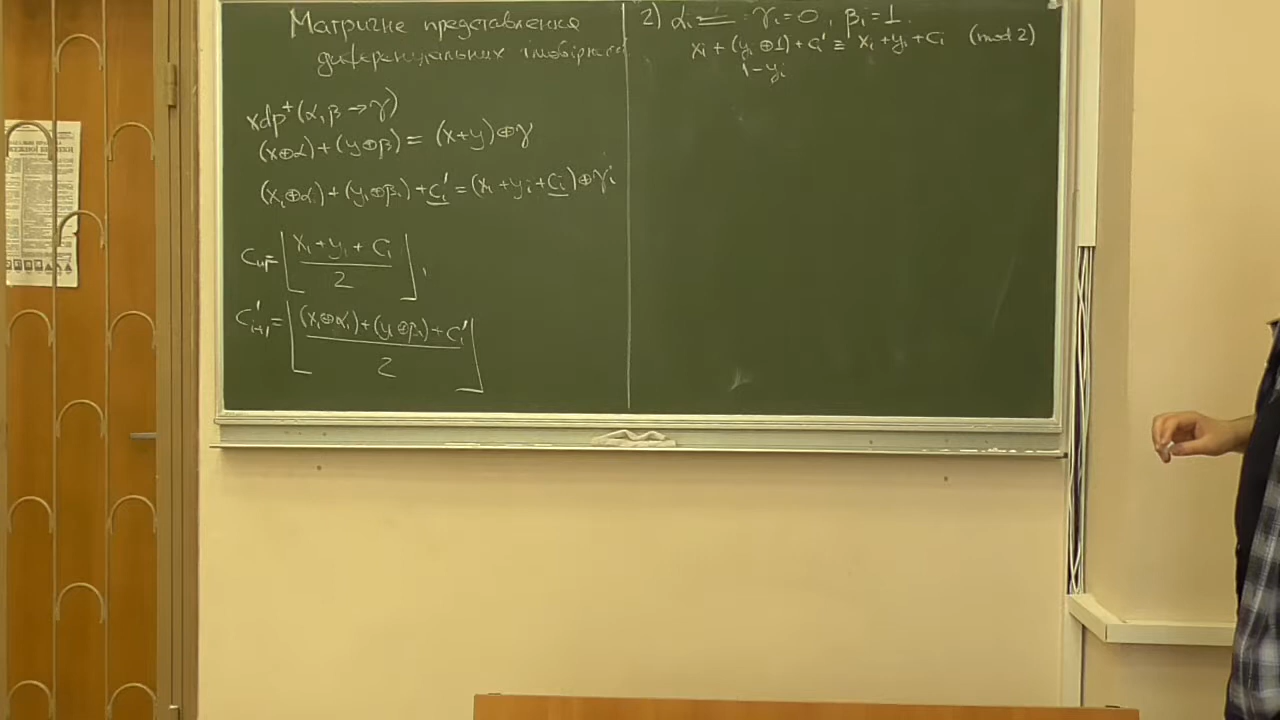 Матричне представлення
диференціальних імовірностей
xdp⁺(α,β→γ)
(x⊕α)+(y⊕β) = (x+y)⊕γ
(xᵢ⊕αᵢ)+(yᵢ⊕βᵢ)+cᵢ' = (xᵢ+yᵢ+cᵢ)⊕γᵢ
cᵢ₊₁=⌊(xᵢ+yᵢ+cᵢ)/2⌋,
c'ᵢ₊₁=⌊((xᵢ⊕αᵢ)+(yᵢ⊕βᵢ)+cᵢ')/2⌋
2) αᵢ = γᵢ=0, βᵢ=1.
xᵢ+(yᵢ⊕1)+cᵢ' ≡ xᵢ+yᵢ+cᵢ (mod 2)
1-yᵢ